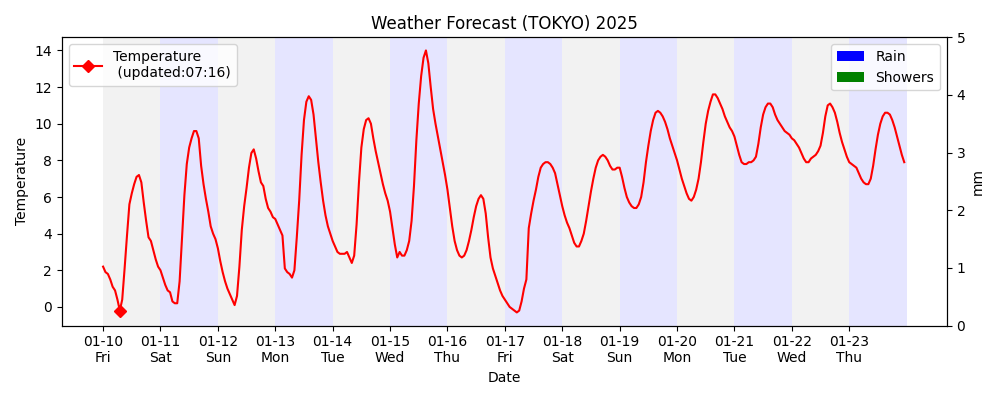 Weather Forecast (TOKYO) 2025
Temperature
(updated:07:16)
Rain
Showers
Temperature
14
12
10
8
6
4
2
0
5
4
3
2
1
0
mm
01-10 01-11 01-12 01-13 01-14 01-15 01-16 01-17 01-18 01-19 01-20 01-21 01-22 01-23
Fri Sat Sun Mon Tue Wed Thu Fri Sat Sun Mon Tue Wed Thu
Date